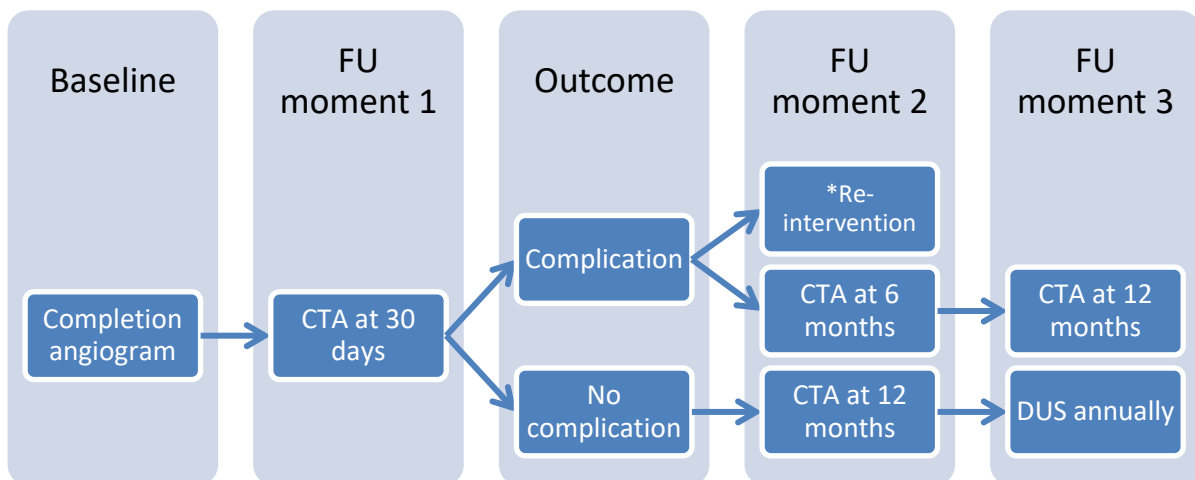 Baseline
FU
moment 1
Outcome
FU
moment 2
FU
moment 3
Completion
angiogram
CTA at 30
days
Complication
No
complication
*Re-
intervention
CTA at 6
months
CTA at 12
months
CTA at 12
months
DUS annually